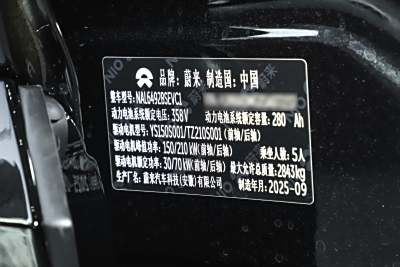 品牌：蔚来 制造国：中国
整车型号：NAL6492BSEVC1
动力电池系统额定电压：358V 动力电池系统额定容量：280 Ah
驱动电机型号：YS150S001/TZ210S001（前轴/后轴）
驱动电机峰值功率：150/210 kW（前轴/后轴） 乘坐人数：5人
驱动电机额定功率：30/70 kW（前轴/后轴） 最大允许总质量：2843kg
生产厂名：蔚来汽车科技（安徽）有限公司 制造年月：2025-09